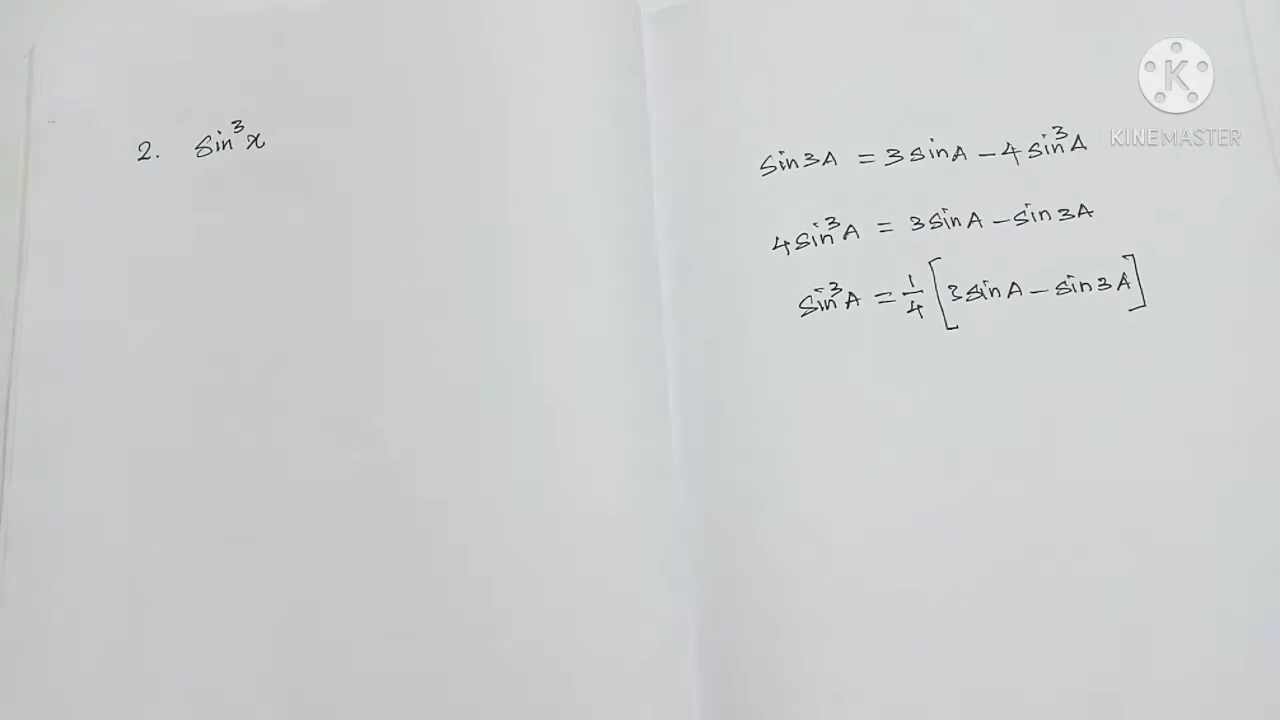 2. sin³x
sin3A = 3sinA − 4sin³A
4sin³A = 3sinA − sin3A
sin³A = 1/4 [3sinA − sin3A]
K
KINEMASTER